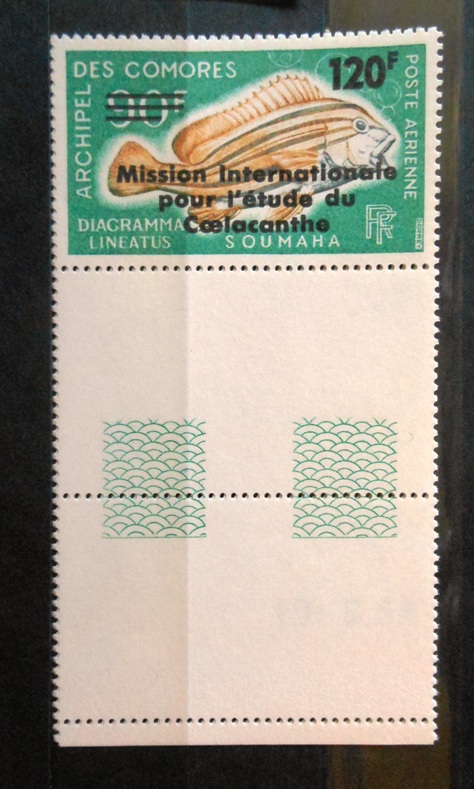 ARCHIPEL DES COMORES
90F
120F
POSTE AERIENNE
Mission Internationale
pour l'étude du
Cœlacanthe
DIAGRAMMA
LINEATUS
SOUMAHA
RF